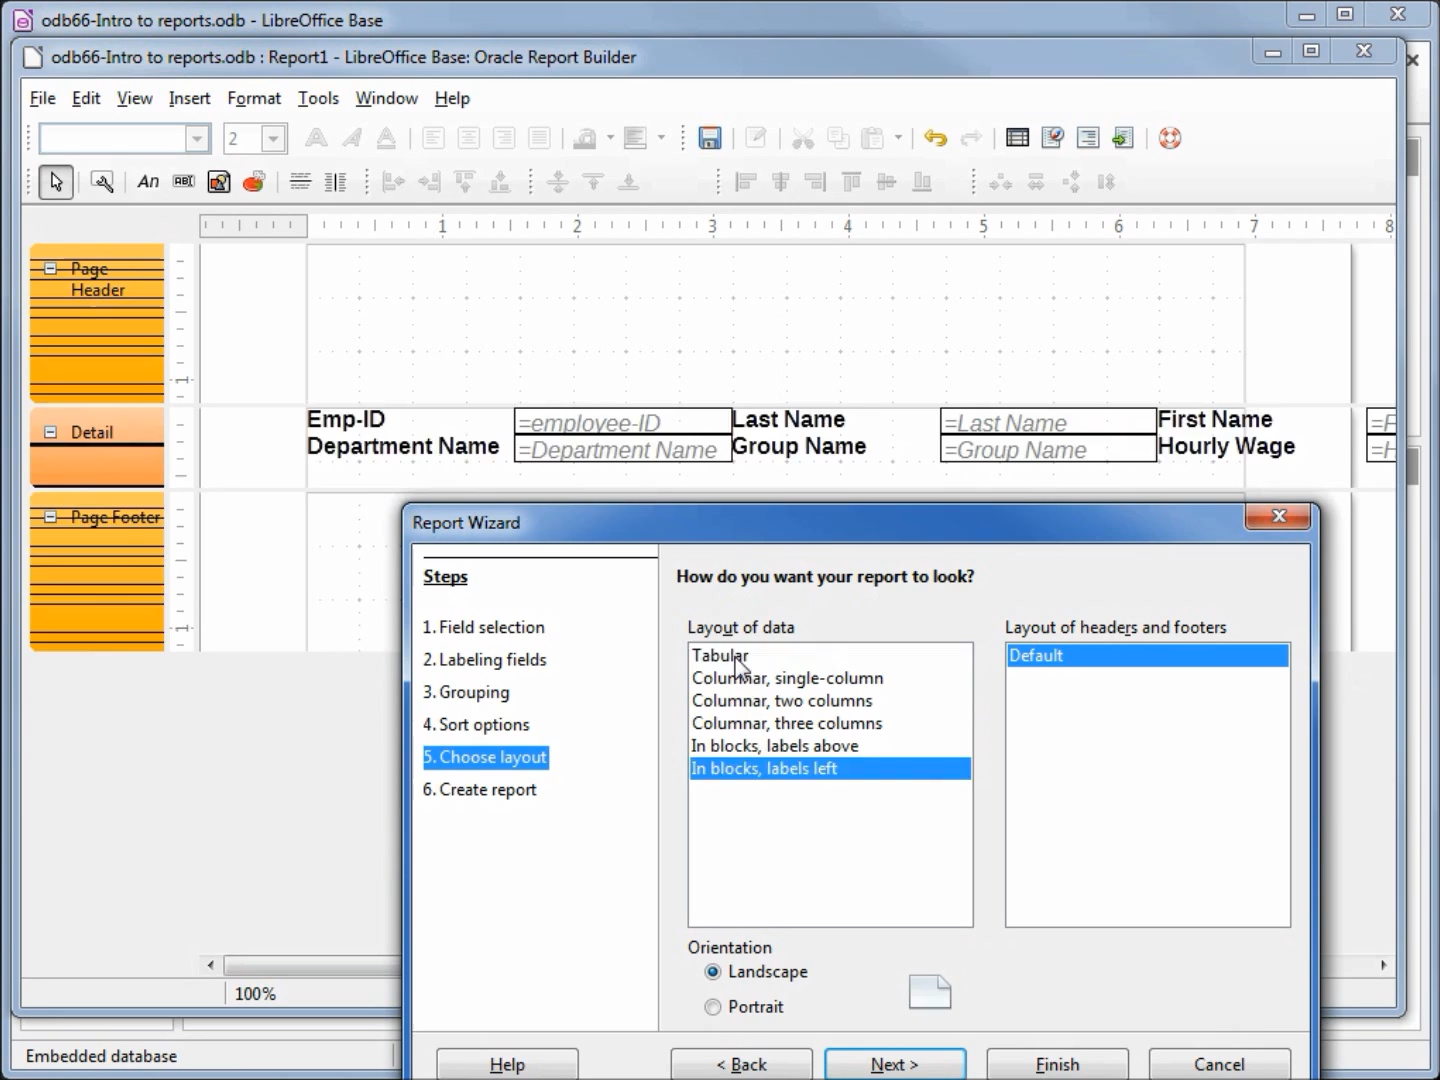 odb66-Intro to reports.odb - LibreOffice Base
odb66-Intro to reports.odb : Report1 - LibreOffice Base: Oracle Report Builder
File Edit View Insert Format Tools Window Help
2
An ABI
1 2 3 4 5 6 7 8
Page
Header
1
Detail
Emp-ID =employee-ID Last Name =Last Name First Name =F
Department Name =Department Name Group Name =Group Name Hourly Wage =H
Page Footer
1
Report Wizard
Steps
How do you want your report to look?
1. Field selection
2. Labeling fields
3. Grouping
4. Sort options
5. Choose layout
6. Create report
Layout of data
Tabular
Columnar, single-column
Columnar, two columns
Columnar, three columns
In blocks, labels above
In blocks, labels left
Layout of headers and footers
Default
Orientation
Landscape
Portrait
100%
Help < Back Next > Finish Cancel
Embedded database